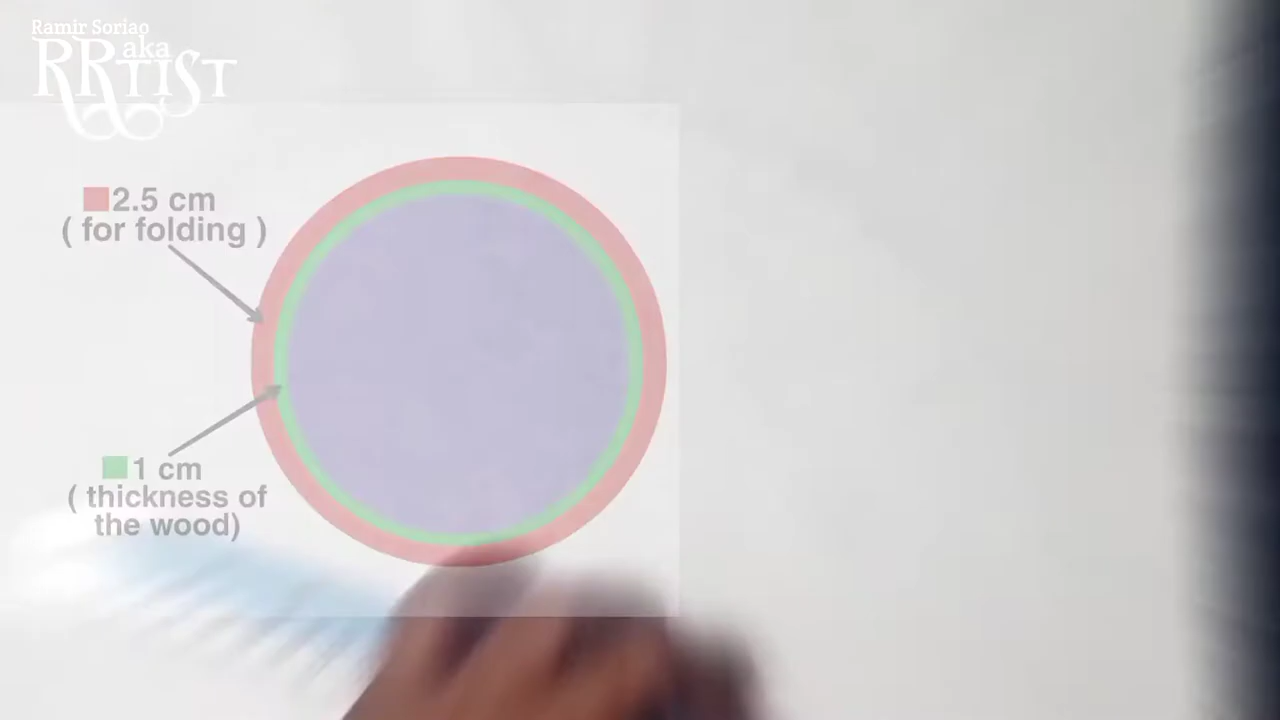 Ramir Soriao
aka
RRTIST
2.5 cm
( for folding )
1 cm
( thickness of
the wood)